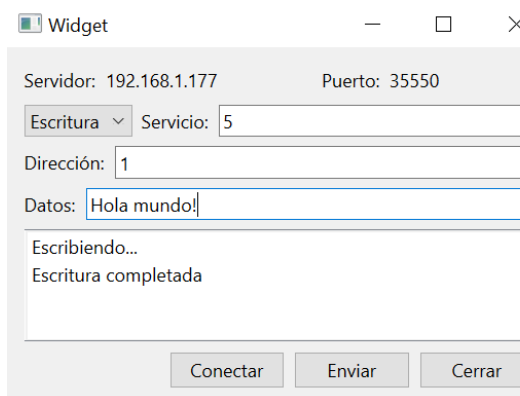 Widget
Servidor: 192.168.1.177 Puerto: 35550
Escritura Servicio: 5
Dirección: 1
Datos: Hola mundo!
Escribiendo...
Escritura completada
Conectar Enviar Cerrar